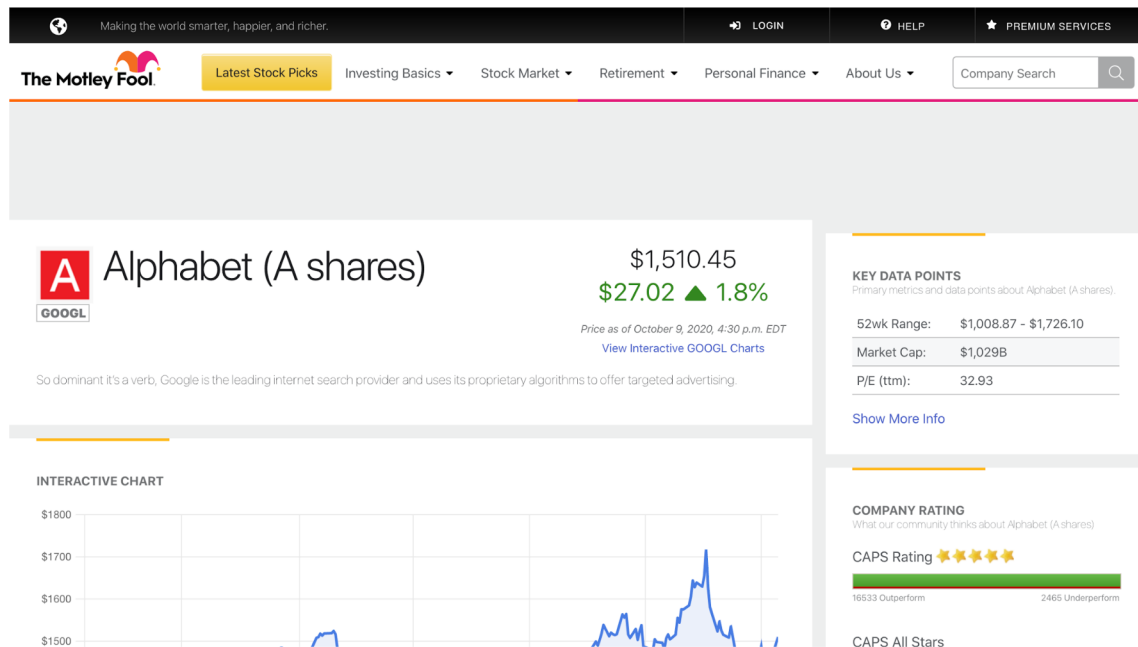 Making the world smarter, happier, and richer.
LOGIN
HELP
PREMIUM SERVICES
The Motley Fool.
Latest Stock Picks
Investing Basics
Stock Market
Retirement
Personal Finance
About Us
Company Search
A
GOOGL
Alphabet (A shares)
$1,510.45
$27.02 ▲ 1.8%
Price as of October 9, 2020, 4:30 p.m. EDT
View Interactive GOOGL Charts
So dominant it's a verb, Google is the leading internet search provider and uses its proprietary algorithms to offer targeted advertising.
INTERACTIVE CHART
$1800
$1700
$1600
$1500
KEY DATA POINTS
Primary metrics and data points about Alphabet (A shares).
52wk Range: $1,008.87 - $1,726.10
Market Cap: $1,029B
P/E (ttm): 32.93
Show More Info
COMPANY RATING
What our community thinks about Alphabet (A shares)
CAPS Rating
16533 Outperform
2465 Underperform
CAPS All Stars